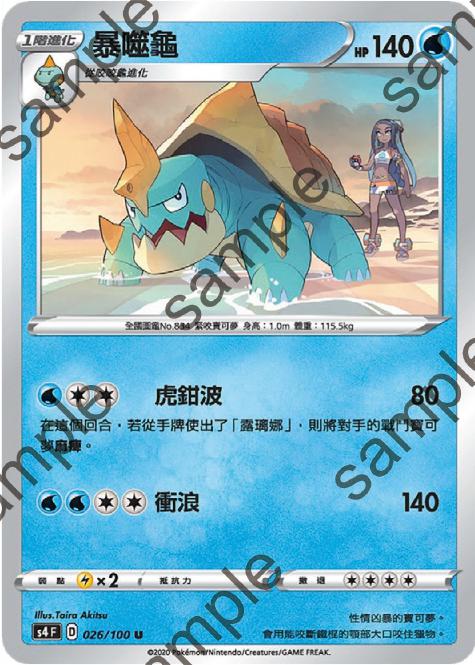 1階進化
暴噬龜
HP 140
從咬咬龜進化
全國圖鑑No.834 緊咬寶可夢 身高：1.0m 體重：115.5kg
虎鉗波 80
在這個回合，若從手牌使出了「露璃娜」，則將對手的戰鬥寶可
夢麻痺。
衝浪 140
弱點 ×2 抵抗力 撤退
Illus.Taira Akitsu
s4F D 026/100 U
性情凶暴的寶可夢。
會用能咬斷鐵棍的顎部大口咬住獵物。
©2020 Pokémon/Nintendo/Creatures/GAME FREAK.
sample
sample
sample
sample
sample
sample
sample
sample
sample